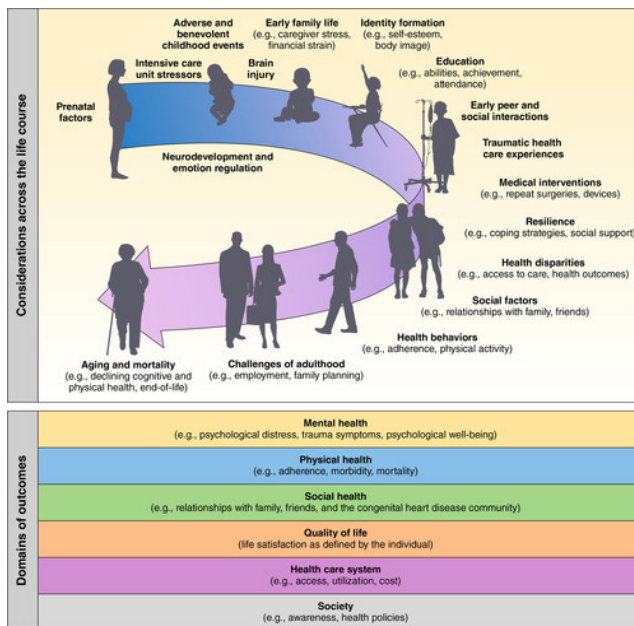 Considerations across the life course
Prenatal
factors
Intensive care
unit stressors
Adverse and
benevolent
childhood events
Brain
injury
Early family life
(e.g., caregiver stress,
financial strain)
Identity formation
(e.g., self-esteem,
body image)
Education
(e.g., abilities, achievement,
attendance)
Early peer and
social interactions
Traumatic health
care experiences
Neurodevelopment and
emotion regulation
Medical interventions
(e.g., repeat surgeries, devices)
Resilience
(e.g., coping strategies, social support)
Health disparities
(e.g., access to care, health outcomes)
Social factors
(e.g., relationships with family, friends)
Health behaviors
(e.g., adherence, physical activity)
Challenges of adulthood
(e.g., employment, family planning)
Aging and mortality
(e.g., declining cognitive and
physical health, end-of-life)
Domains of outcomes
Mental health
(e.g., psychological distress, trauma symptoms, psychological well-being)
Physical health
(e.g., adherence, morbidity, mortality)
Social health
(e.g., relationships with family, friends, and the congenital heart disease community)
Quality of life
(life satisfaction as defined by the individual)
Health care system
(e.g., access, utilization, cost)
Society
(e.g., awareness, health policies)